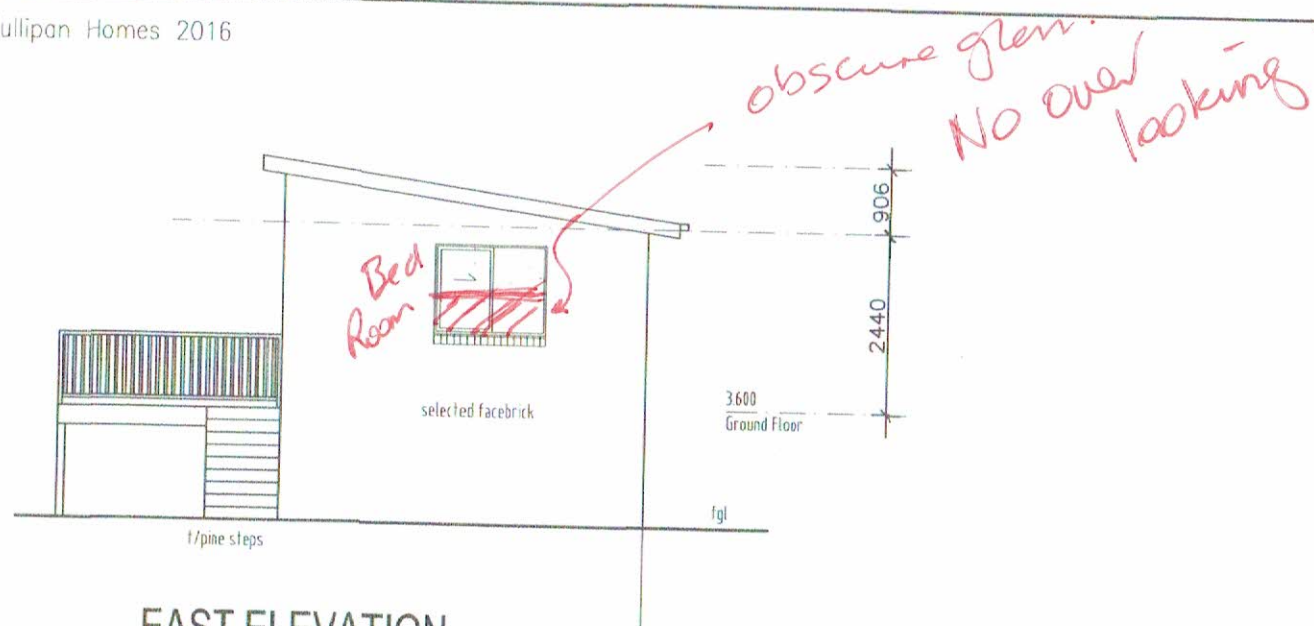 ullipan Homes 2016
obscure
No over
looking
906
Bed
Room
2440
selected facebrick
3.600
Ground Floor
fgl
t/pine steps
EAST ELEVATION